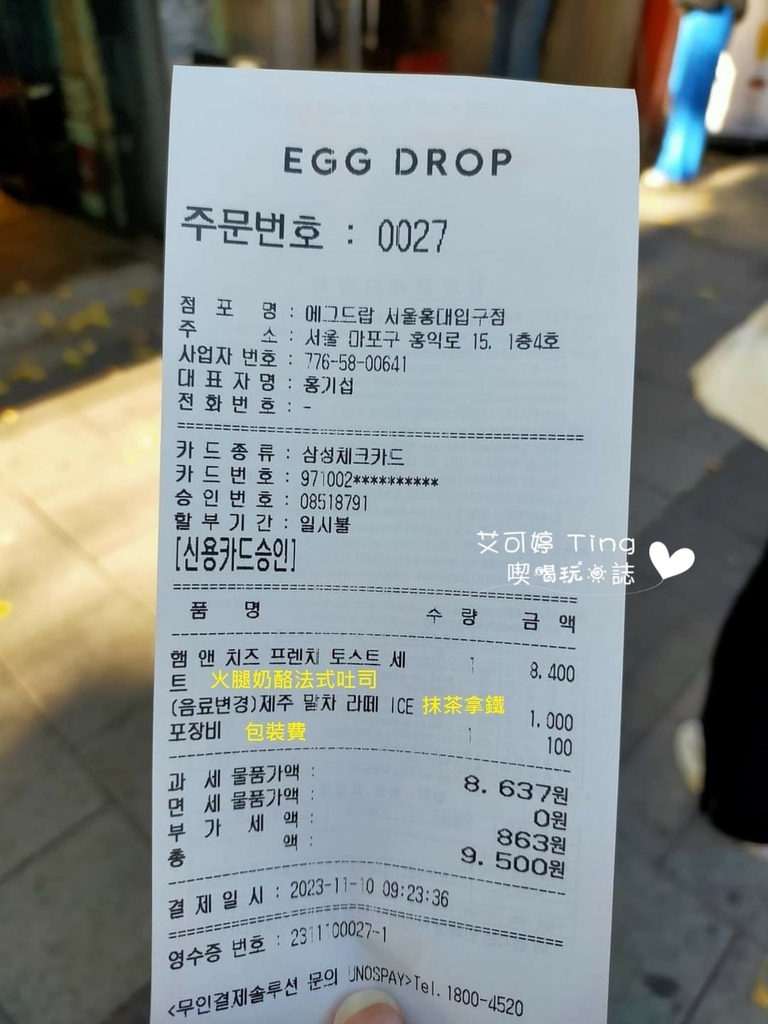 EGG DROP
주문번호 : 0027
점 포 명 : 에그드랍 서울홍대입구점
주 소 : 서울 마포구 홍익로 15, 1층4호
사업자 번호 : 776-58-00641
대 표 자 명 : 홍기섭
전 화 번 호 : -
카 드 종 류 : 삼성체크카드
카 드 번 호 : 971002**********
승 인 번 호 : 08518791
할 부 기 간 : 일시불
[신용카드승인]
艾可婷 Ting
喫喝玩誌
품 명 수 량 금 액
햄 앤 치즈 프렌치 토스트 세 1 8,400
트 火腿奶酪法式吐司
(음료변경)제주 말차 라떼 ICE 抹茶拿鐵 1,000
포장비 包裝費 1 100
과 세 물품가액 : 8,637원
면 세 물품가액 : 0원
부 가 세 액 : 863원
총 액 : 9,500원
결 제 일 시 : 2023-11-10 09:23:36
영수증 번호 : 2311100027-1
<무인결제솔루션 문의 UNOSPAY>Tel.1800-4520